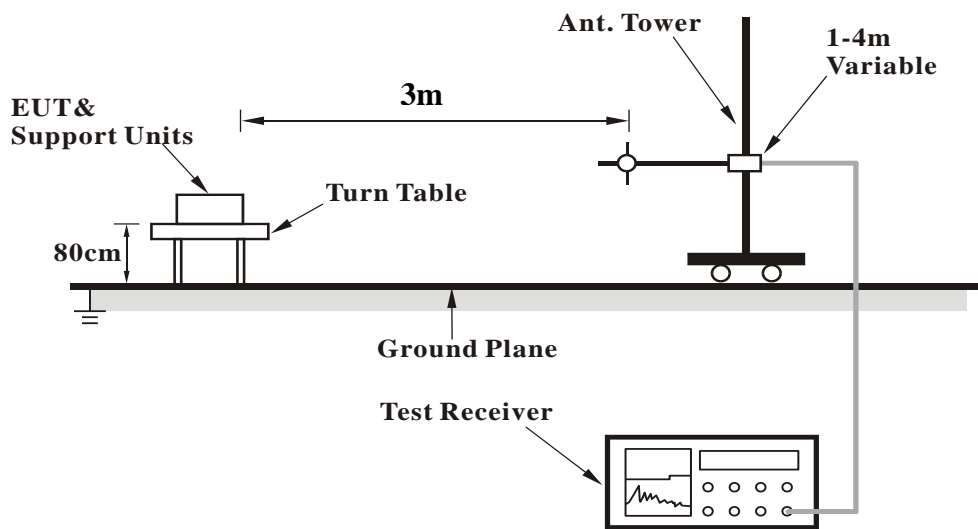 Ant. Tower
1-4m
Variable
3m
EUT&
Support Units
Turn Table
80cm
Ground Plane
Test Receiver